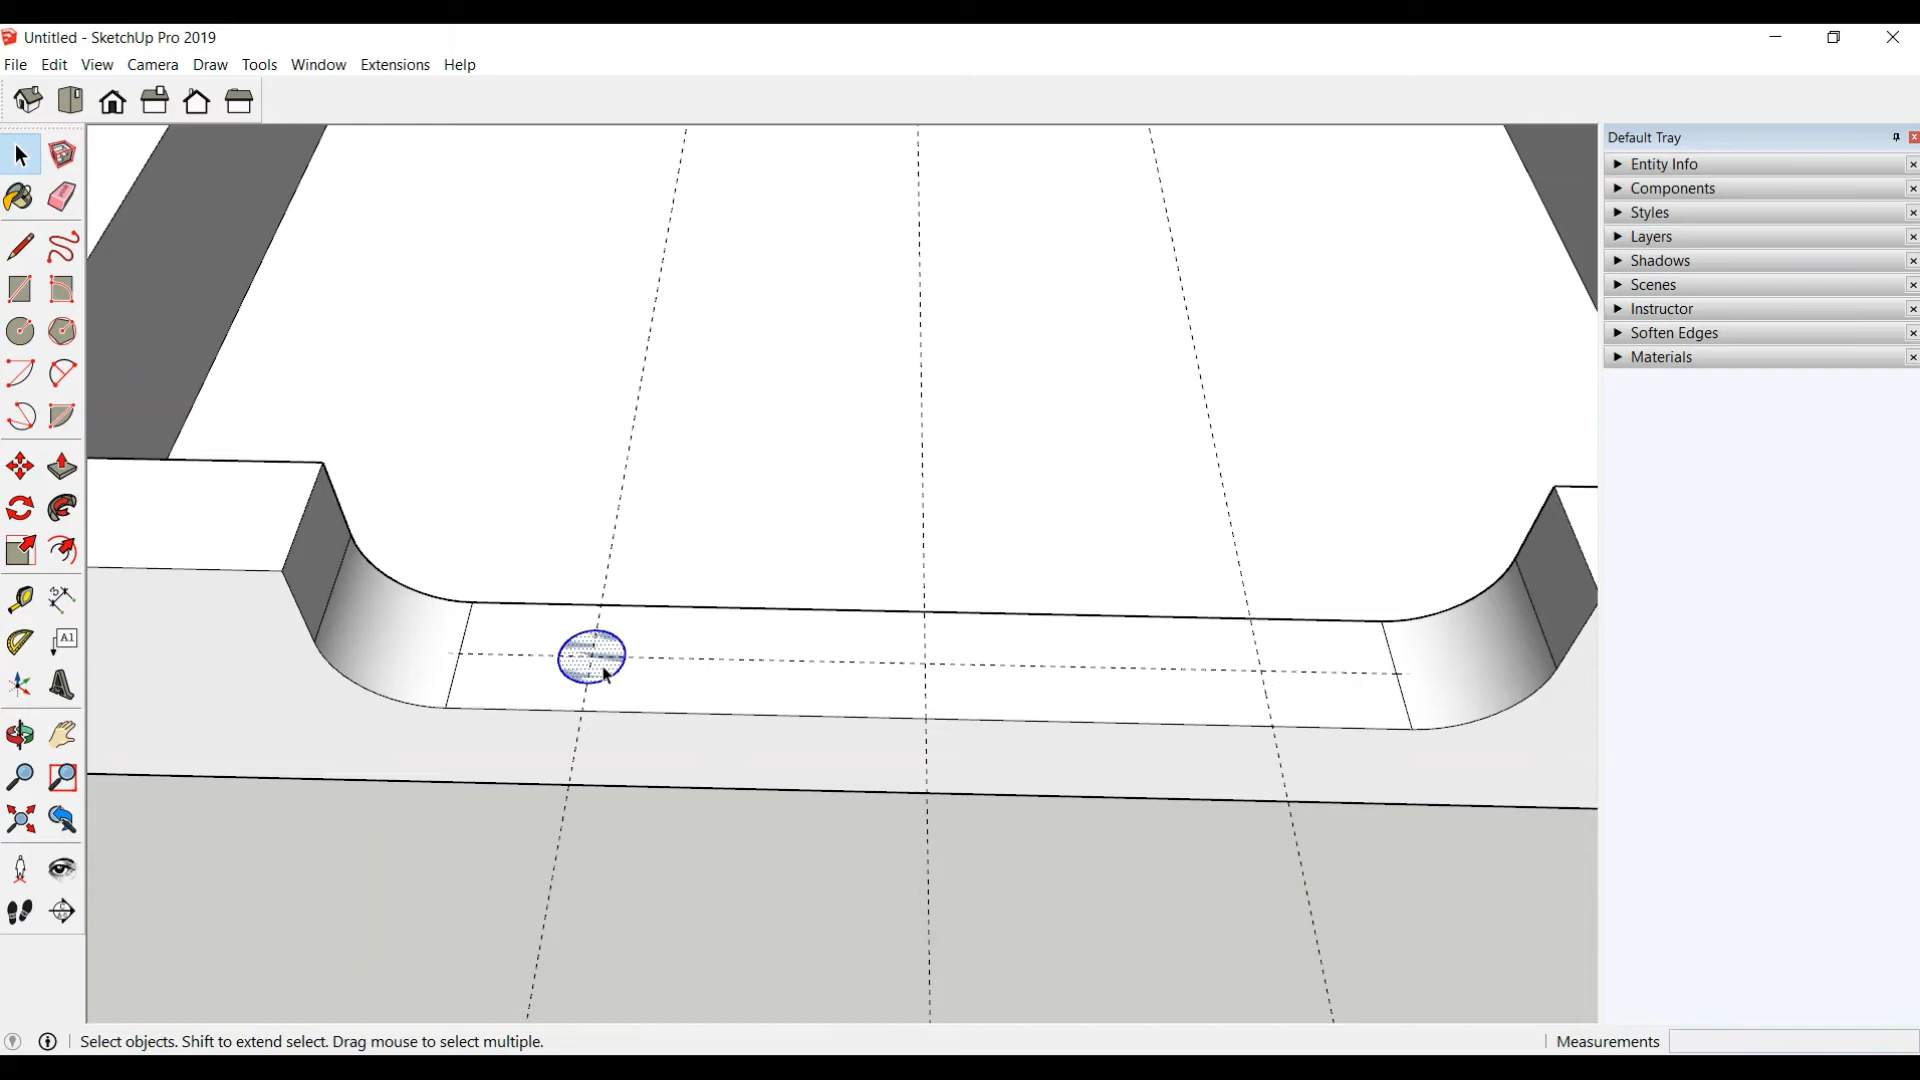 Untitled - SketchUp Pro 2019
File Edit View Camera Draw Tools Window Extensions Help
Default Tray
Entity Info
Components
Styles
Layers
Shadows
Scenes
Instructor
Soften Edges
Materials
A1
Select objects. Shift to extend select. Drag mouse to select multiple.
Measurements